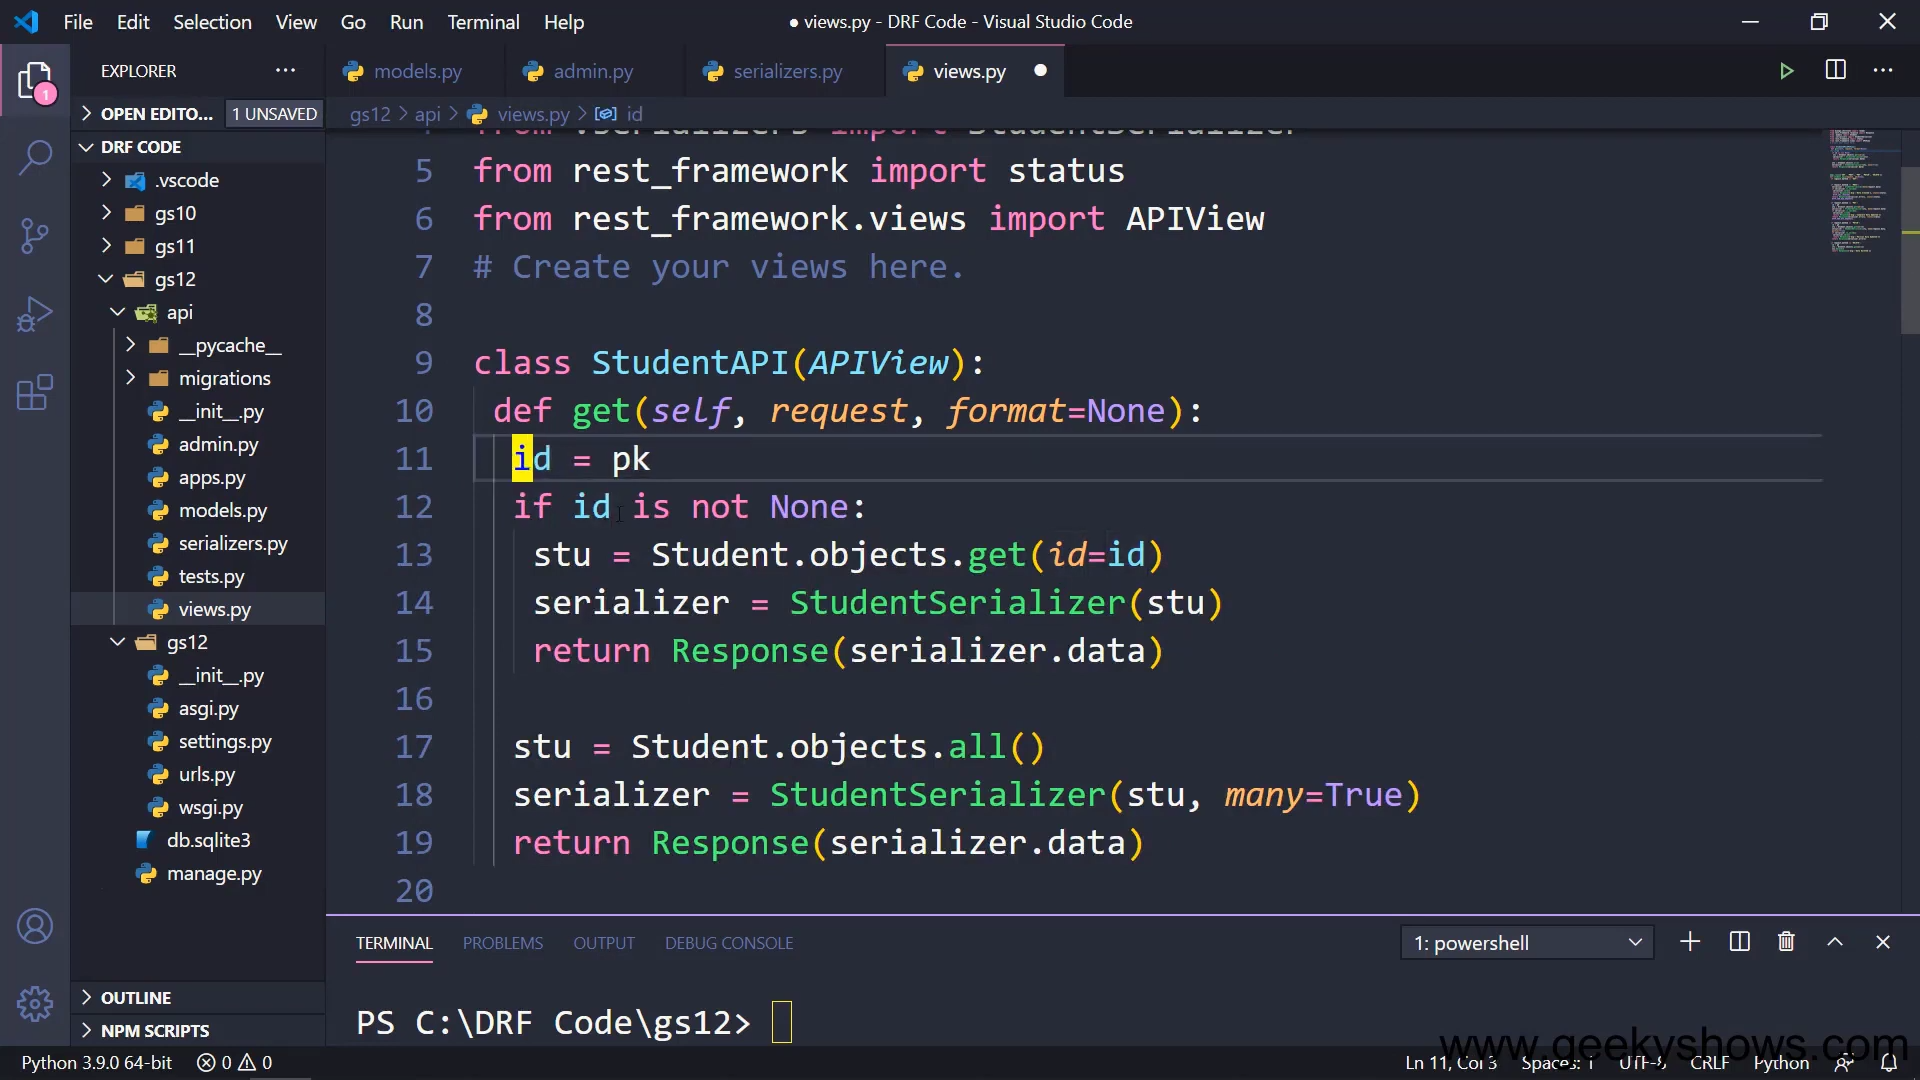 File Edit Selection View Go Run Terminal Help ● views.py - DRF Code - Visual Studio Code
EXPLORER ···
models.py admin.py serializers.py views.py
OPEN EDITO... 1 UNSAVED
gs12 > api > views.py > id
DRF CODE
.vscode
gs10
gs11
gs12
api
__pycache__
migrations
__init__.py
admin.py
apps.py
models.py
serializers.py
tests.py
views.py
gs12
__init__.py
asgi.py
settings.py
urls.py
wsgi.py
db.sqlite3
manage.py
OUTLINE
NPM SCRIPTS
1
4 from .serializers import StudentSerializer
5 from rest_framework import status
6 from rest_framework.views import APIView
7 # Create your views here.
8
9 class StudentAPI(APIView):
10 def get(self, request, format=None):
11 id = pk
12 if id is not None:
13 stu = Student.objects.get(id=id)
14 serializer = StudentSerializer(stu)
15 return Response(serializer.data)
16
17 stu = Student.objects.all()
18 serializer = StudentSerializer(stu, many=True)
19 return Response(serializer.data)
20
TERMINAL PROBLEMS OUTPUT DEBUG CONSOLE 1: powershell
PS C:\DRF Code\gs12>
www.geekyshows.com
Python 3.9.0 64-bit 0 0 Ln 11, Col 3 Spaces: 1 UTF-8 CRLF Python